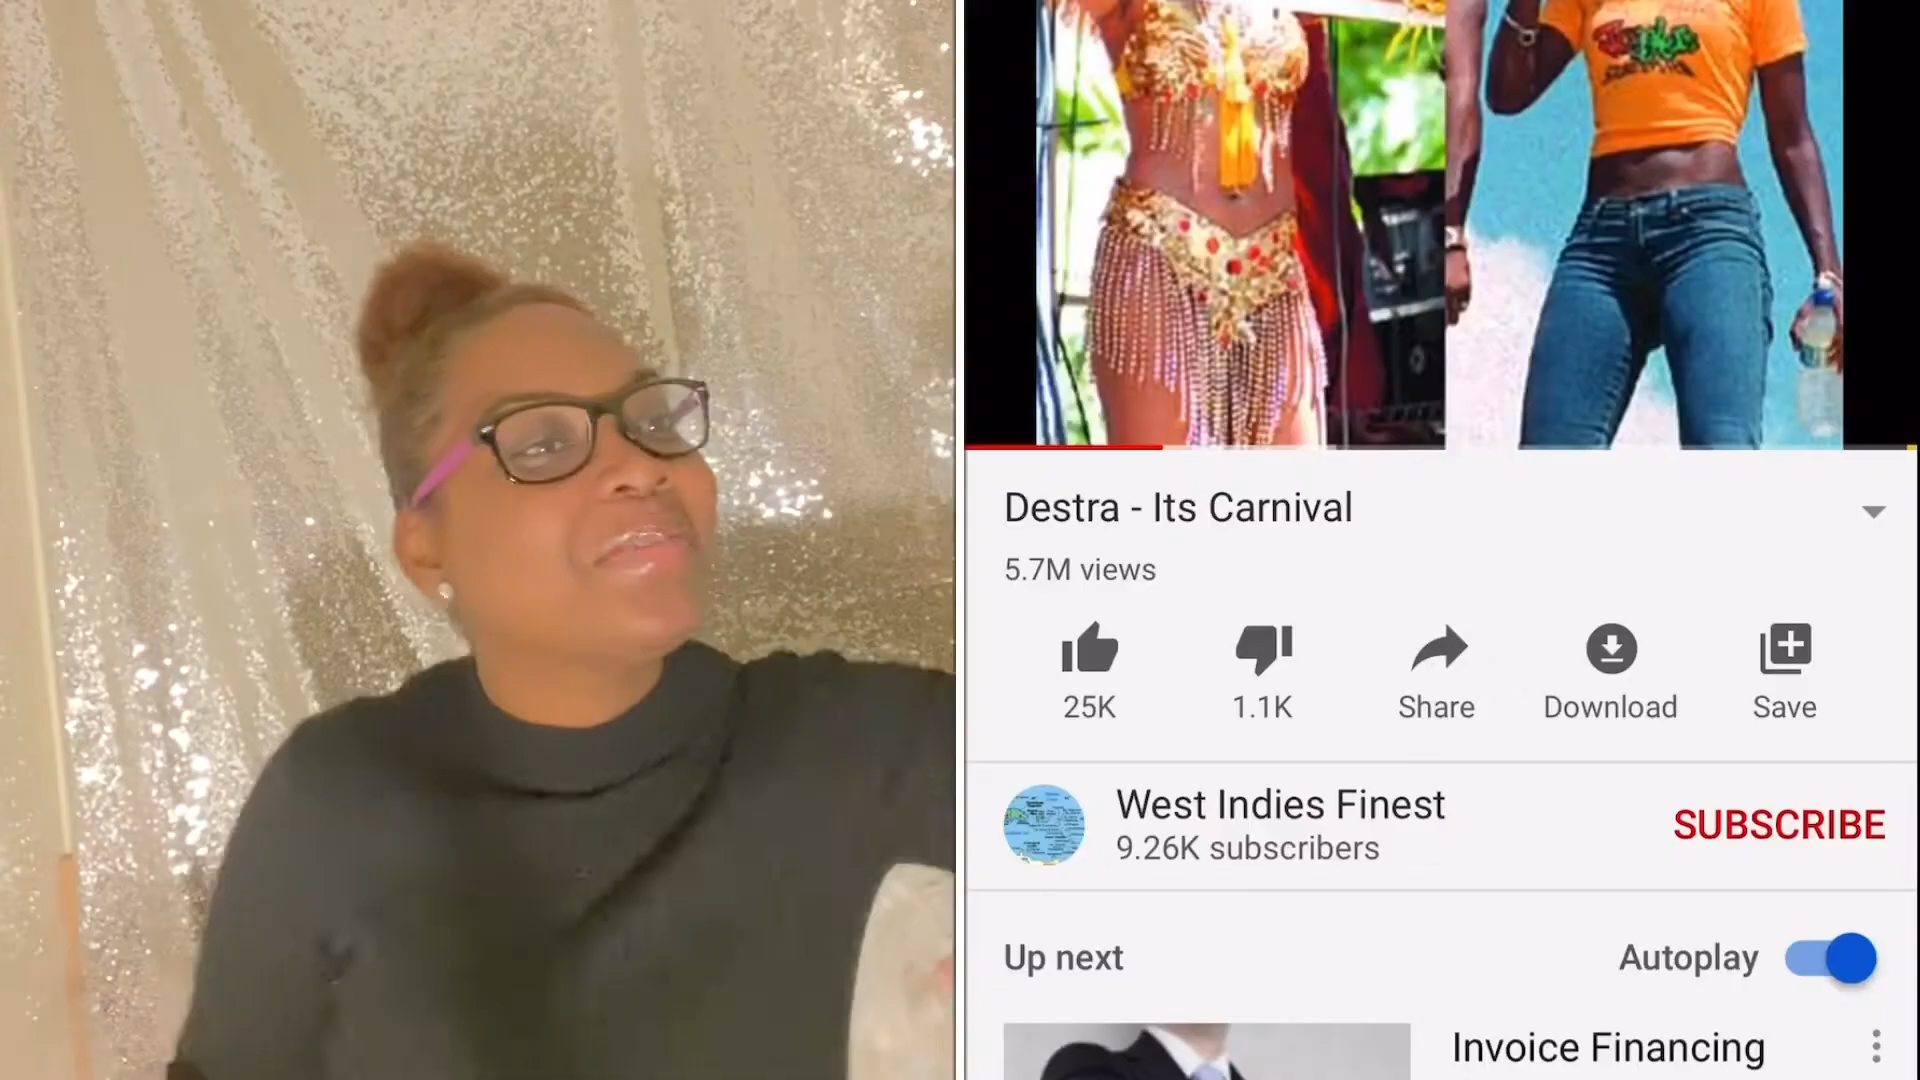 Destra - Its Carnival
5.7M views
25K
1.1K
Share
Download
Save
West Indies Finest
9.26K subscribers
SUBSCRIBE
Up next
Autoplay
Invoice Financing